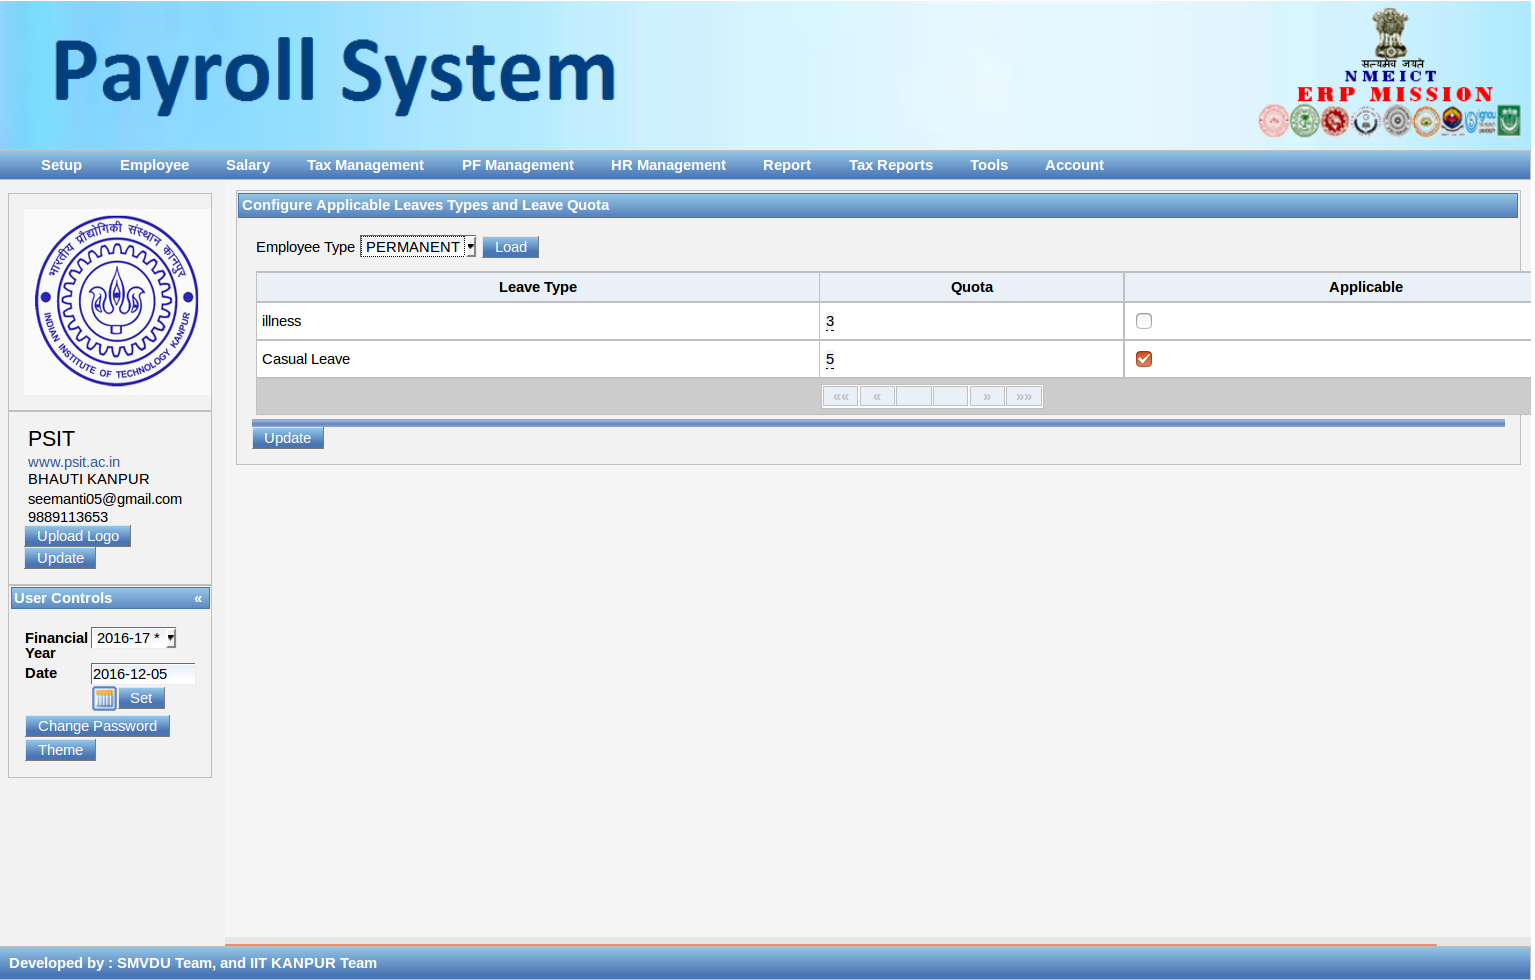 Payroll System
सत्यमेव जयते
NMEICT
ERP MISSION
Setup Employee Salary Tax Management PF Management HR Management Report Tax Reports Tools Account
भारतीय प्रौद्योगिकी संस्थान कानपुर
INDIAN INSTITUTE OF TECHNOLOGY KANPUR
PSIT
www.psit.ac.in
BHAUTI KANPUR
seemanti05@gmail.com
9889113653
Upload Logo
Update
User Controls «
Financial Year 2016-17 *
Date 2016-12-05
Set
Change Password
Theme
Configure Applicable Leaves Types and Leave Quota
Employee Type PERMANENT Load
Leave Type Quota Applicable
illness 3
Casual Leave 5
«« « » »»
Update
Developed by : SMVDU Team, and IIT KANPUR Team